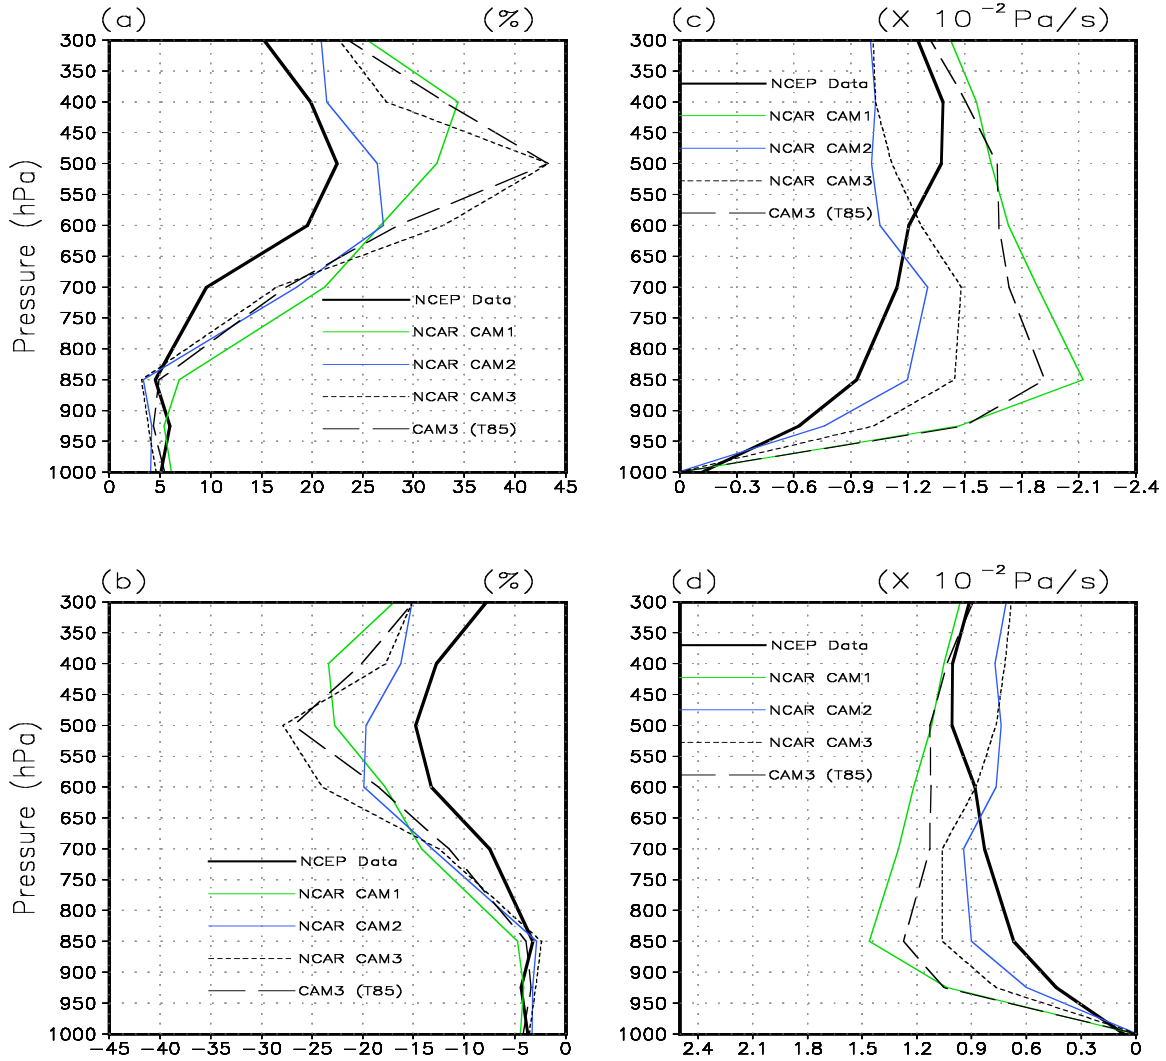 (a) (%)
300
350
400
450
500
550
600
650
700
750
800
850
900
950
1000
Pressure (hPa)
NCEP Data
NCAR CAM1
NCAR CAM2
NCAR CAM3
CAM3 (T85)
0 5 10 15 20 25 30 35 40 45
(c) (X 10⁻² Pa/s)
300
350
400
450
500
550
600
650
700
750
800
850
900
950
1000
NCEP Data
NCAR CAM1
NCAR CAM2
NCAR CAM3
CAM3 (T85)
0 -0.3 -0.6 -0.9 -1.2 -1.5 -1.8 -2.1 -2.4
(b) (%)
300
350
400
450
500
550
600
650
700
750
800
850
900
950
1000
Pressure (hPa)
NCEP Data
NCAR CAM1
NCAR CAM2
NCAR CAM3
CAM3 (T85)
-45 -40 -35 -30 -25 -20 -15 -10 -5 0
(d) (X 10⁻² Pa/s)
300
350
400
450
500
550
600
650
700
750
800
850
900
950
1000
NCEP Data
NCAR CAM1
NCAR CAM2
NCAR CAM3
CAM3 (T85)
2.4 2.1 1.8 1.5 1.2 0.9 0.6 0.3 0